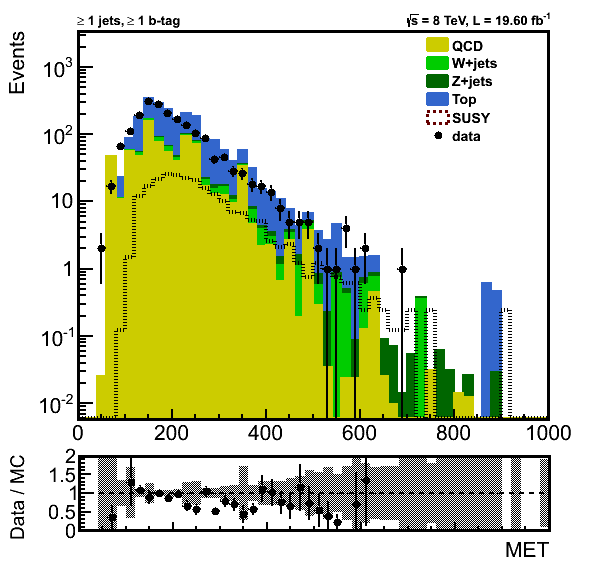 ≥ 1 jets, ≥ 1 b-tag
√s = 8 TeV, L = 19.60 fb⁻¹
Events
10³
10²
10
1
10⁻¹
10⁻²
QCD
W+jets
Z+jets
Top
SUSY
data
0 200 400 600 800 1000
Data / MC
2
1.5
1
0.5
0
MET